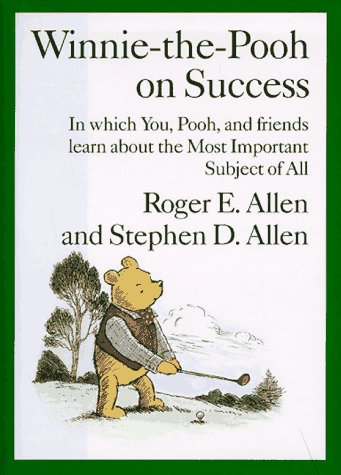 Winnie-the-Pooh
on Success
In which You, Pooh, and friends
learn about the Most Important
Subject of All
Roger E. Allen
and Stephen D. Allen